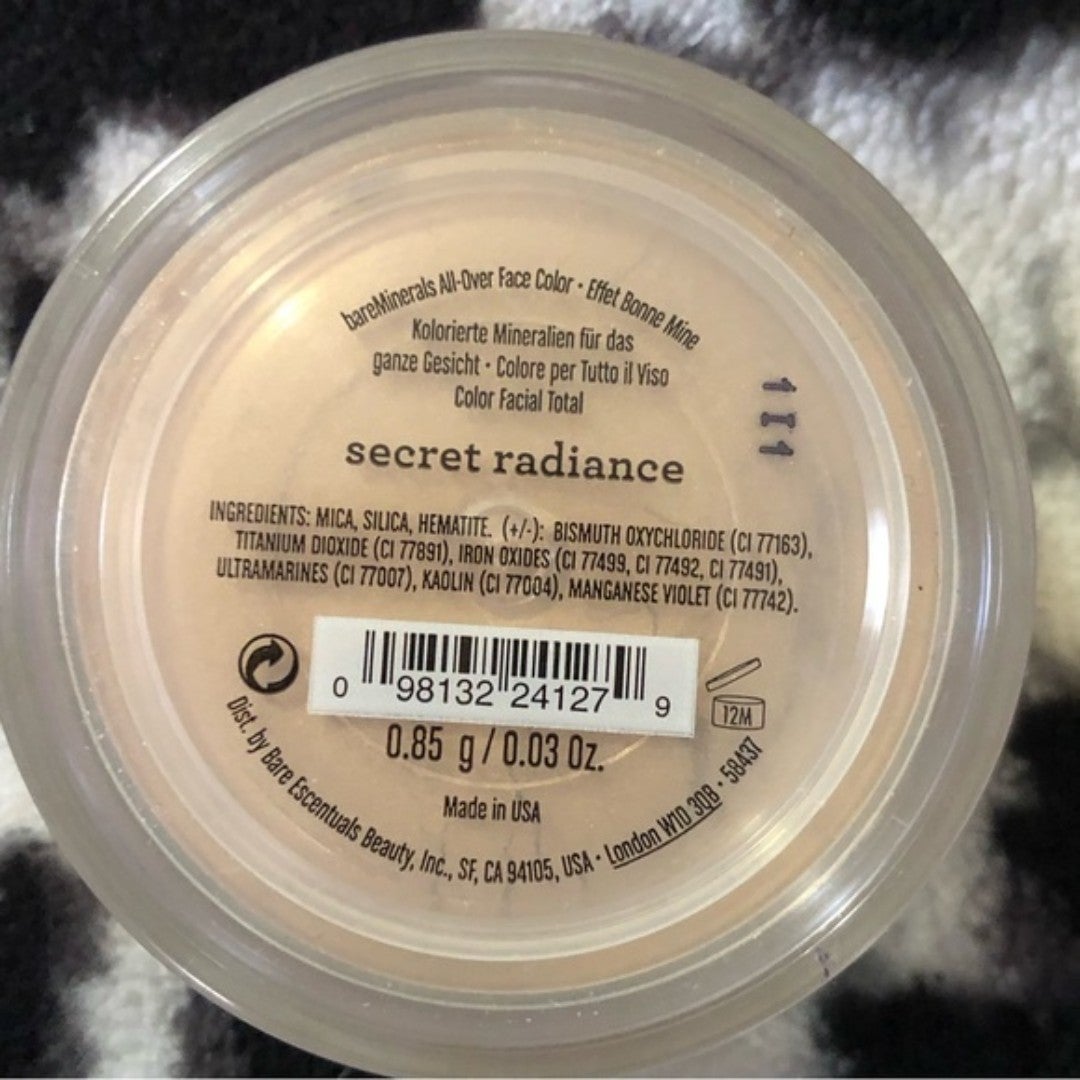 bareMinerals All-Over Face Color • Effet Bonne Mine
Kolorierte Mineralien für das
ganze Gesicht • Colore per Tutto il Viso
Color Facial Total
secret radiance
INGREDIENTS: MICA, SILICA, HEMATITE. (+/-): BISMUTH OXYCHLORIDE (CI 77163),
TITANIUM DIOXIDE (CI 77891), IRON OXIDES (CI 77499, CI 77492, CI 77491),
ULTRAMARINES (CI 77007), KAOLIN (CI 77004), MANGANESE VIOLET (CI 77742).
0 98132 24127 9
12M
0.85 g / 0.03 Oz.
Made in USA
Dist. by Bare Escentuals Beauty, Inc., SF, CA 94105, USA • London W1D 3QB • 58437